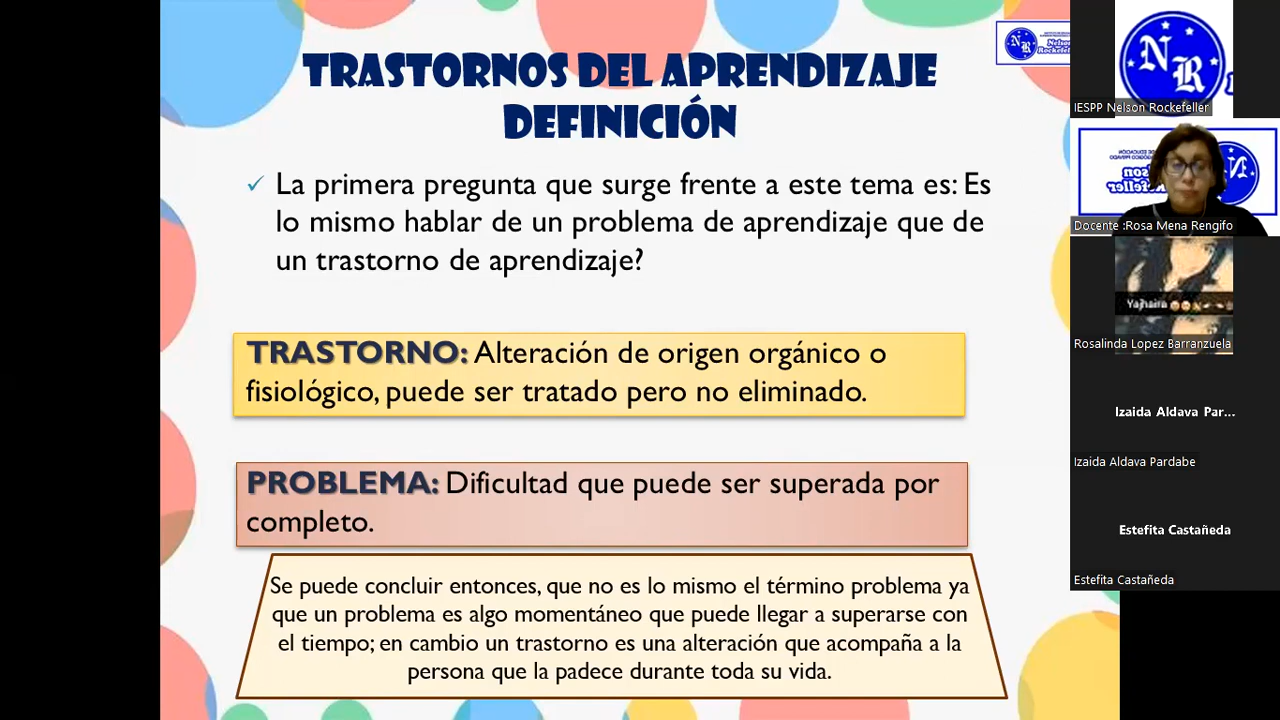 TRASTORNOS DEL APRENDIZAJE
DEFINICIÓN
La primera pregunta que surge frente a este tema es: Es
lo mismo hablar de un problema de aprendizaje que de
un trastorno de aprendizaje?
TRASTORNO: Alteración de origen orgánico o
fisiológico, puede ser tratado pero no eliminado.
PROBLEMA: Dificultad que puede ser superada por
completo.
Se puede concluir entonces, que no es lo mismo el término problema ya
que un problema es algo momentáneo que puede llegar a superarse con
el tiempo; en cambio un trastorno es una alteración que acompaña a la
persona que la padece durante toda su vida.
NR
Nelson
Rockefeller
NR
IESPP Nelson Rockefeller
Docente :Rosa Mena Rengifo
Yajhaira
Rosalinda Lopez Barranzuela
Izaida Aldava Par...
Izaida Aldava Pardabe
Estefita Castañeda
Estefita Castañeda